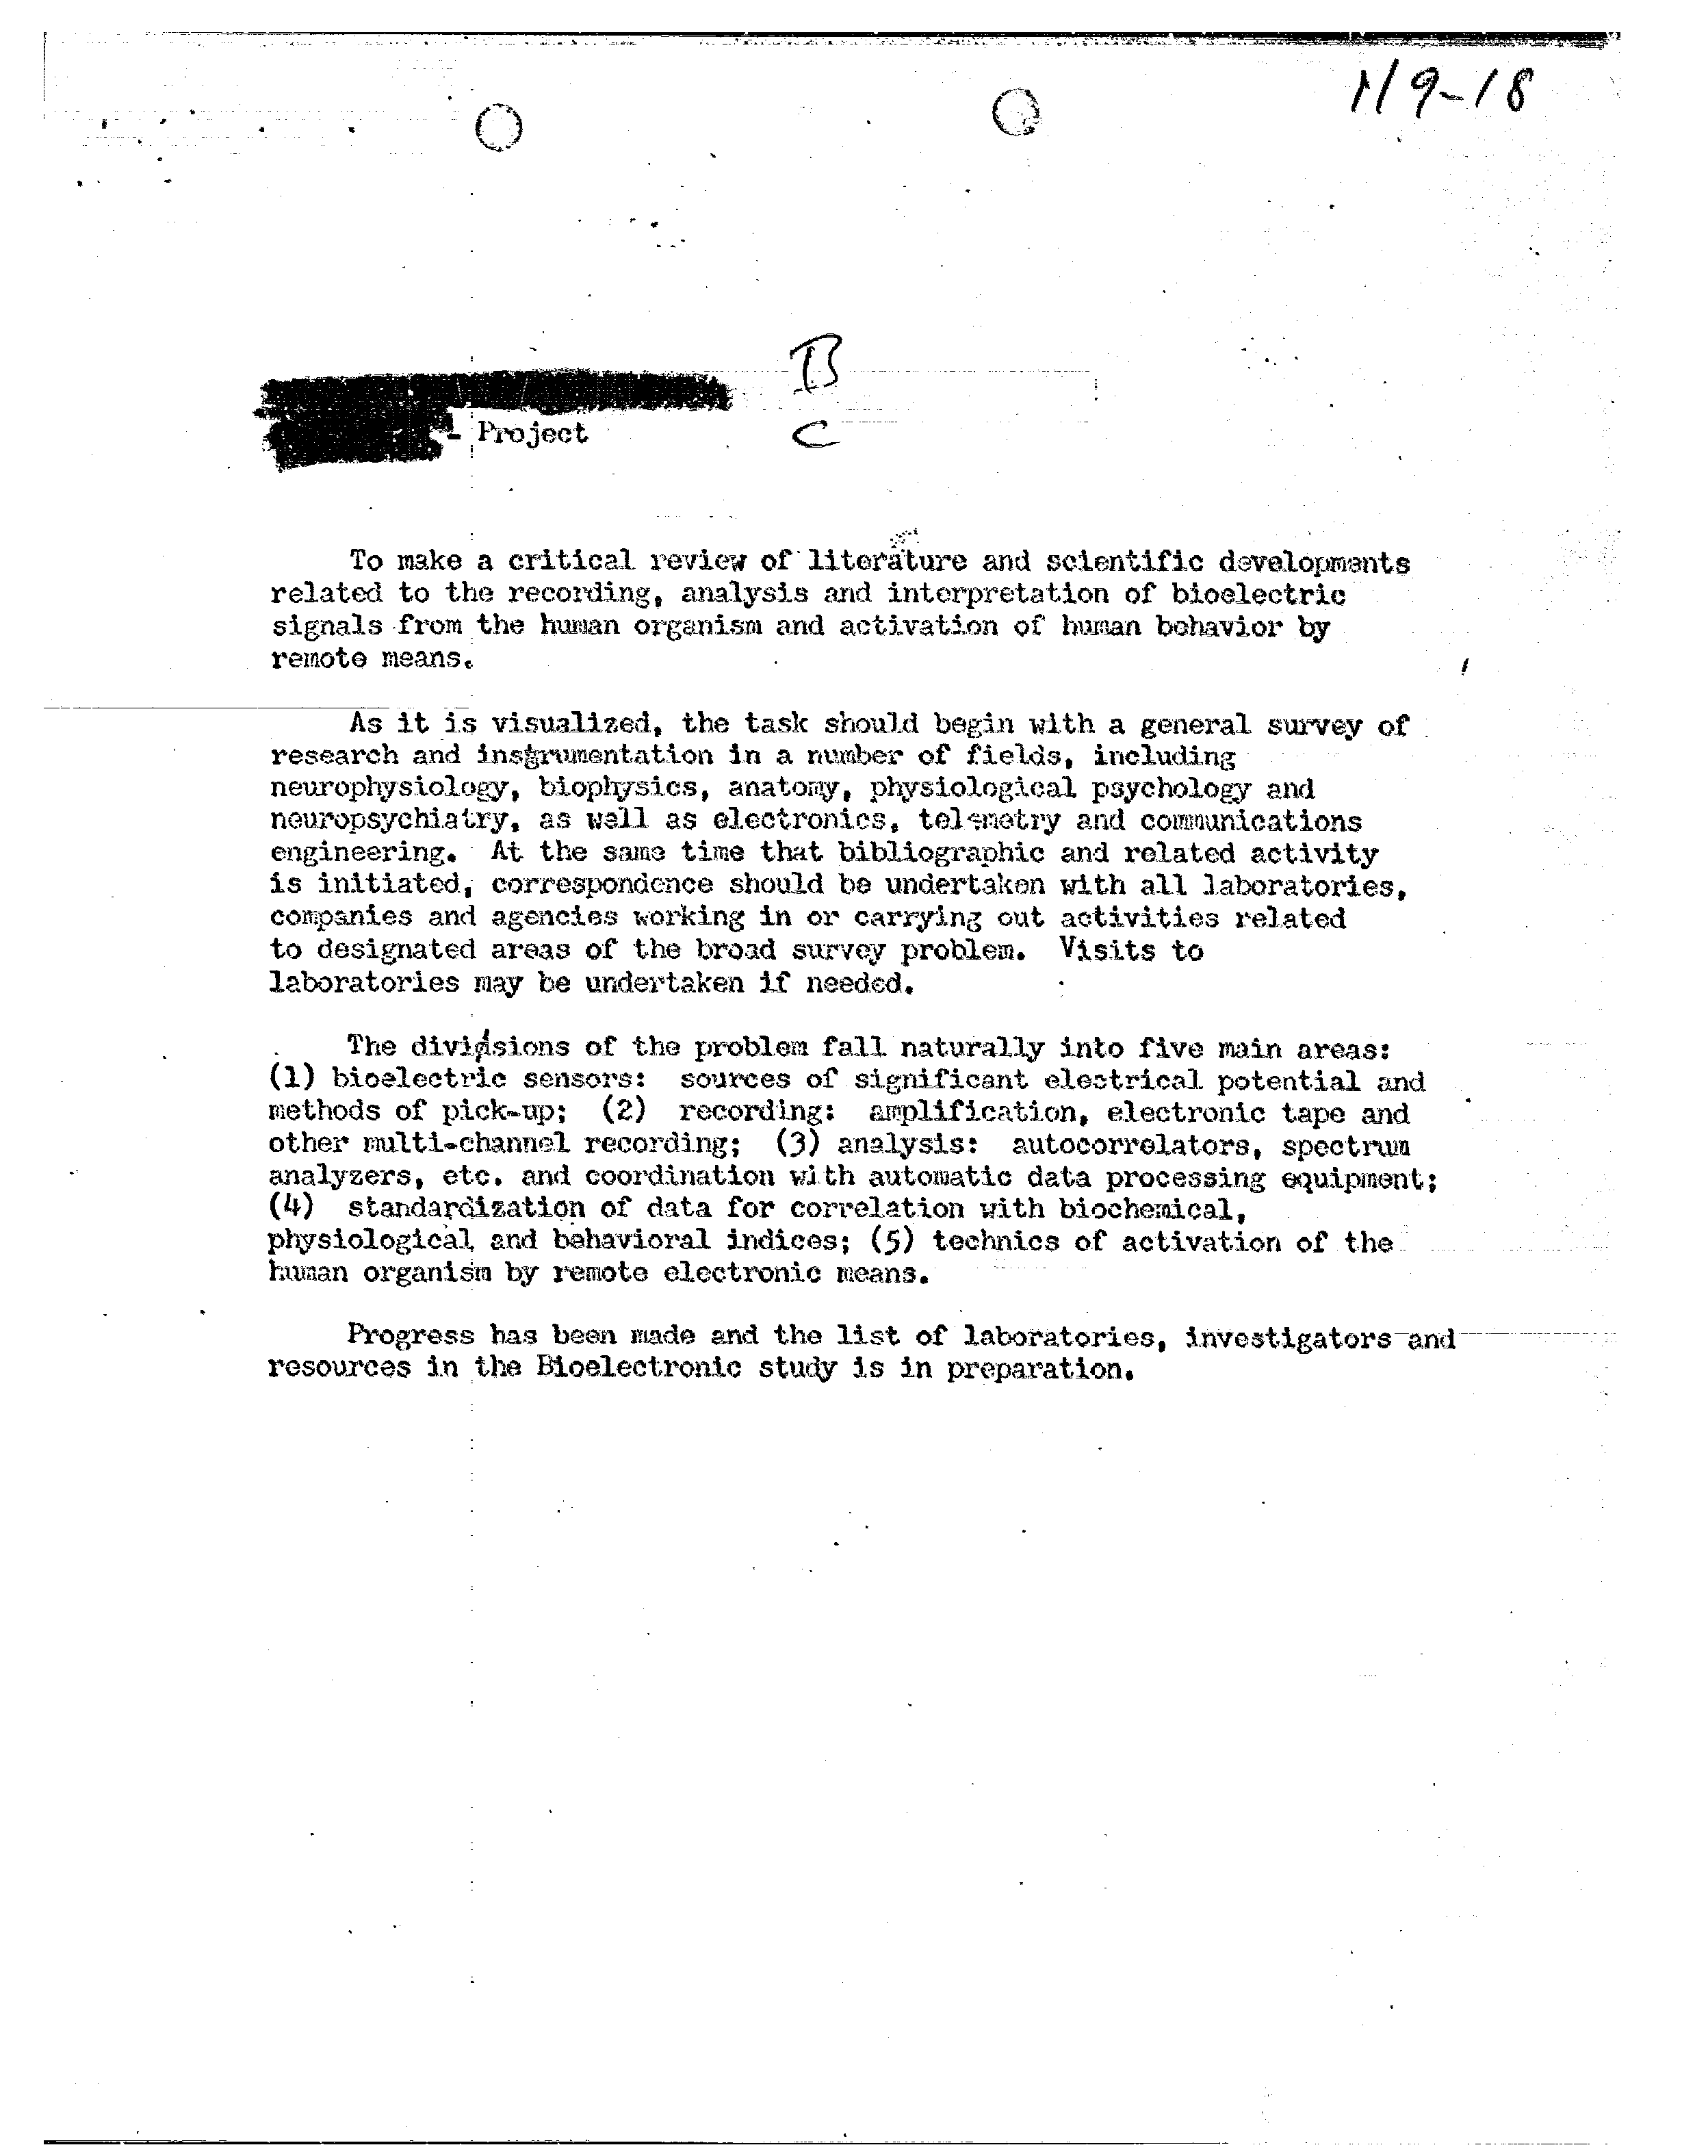 119-18
B
- Project
C
To make a critical review of literature and scientific developments
related to the recording, analysis and interpretation of bioelectric
signals from the human organism and activation of human behavior by
remote means.
As it is visualized, the task should begin with a general survey of
research and instrumentation in a number of fields, including
neurophysiology, biophysics, anatomy, physiological psychology and
neuropsychiatry, as well as electronics, telemetry and communications
engineering. At the same time that bibliographic and related activity
is initiated, correspondence should be undertaken with all laboratories,
companies and agencies working in or carrying out activities related
to designated areas of the broad survey problem. Visits to
laboratories may be undertaken if needed.
The divisions of the problem fall naturally into five main areas:
(1) bioelectric sensors: sources of significant electrical potential and
methods of pick-up; (2) recording: amplification, electronic tape and
other multi-channel recording; (3) analysis: autocorrelators, spectrum
analyzers, etc. and coordination with automatic data processing equipment;
(4) standardization of data for correlation with biochemical,
physiological and behavioral indices; (5) technics of activation of the
human organism by remote electronic means.
Progress has been made and the list of laboratories, investigators and
resources in the Bioelectronic study is in preparation.